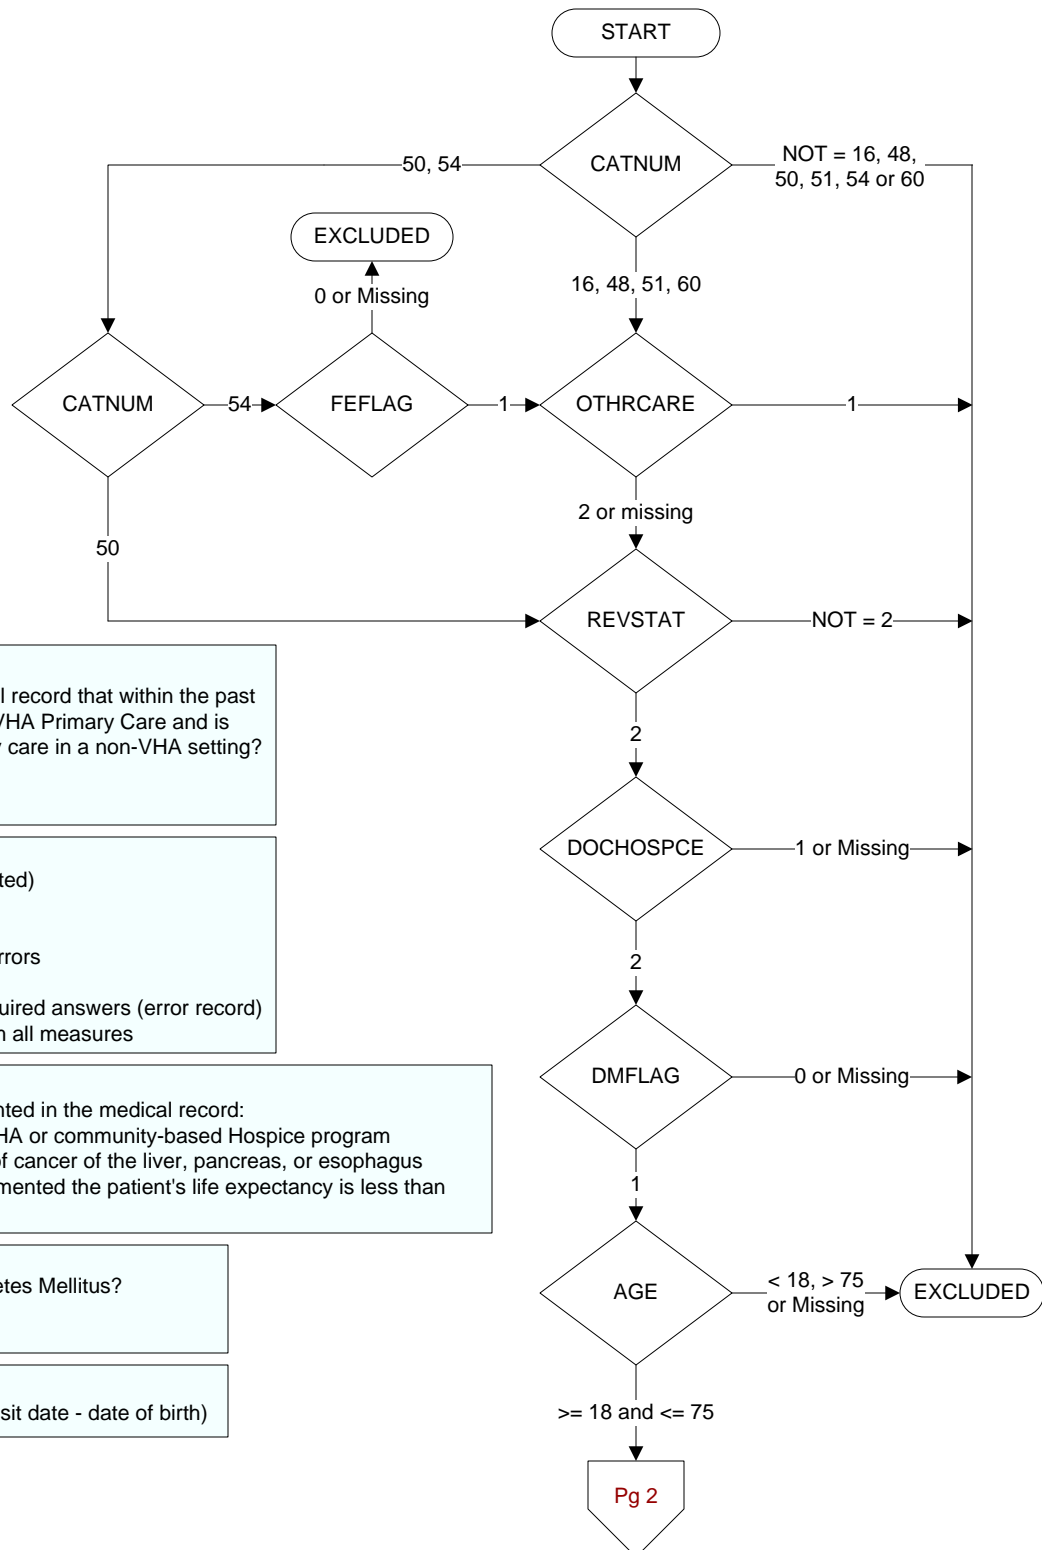 START
CATNUM
50, 54
NOT = 16, 48,
50, 51, 54 or 60
EXCLUDED
0 or Missing
16, 48, 51, 60
CATNUM
54
FEFLAG
1
OTHRCARE
1
2 or missing
50
REVSTAT
NOT = 2
l record that within the past
VHA Primary Care and is
care in a non-VHA setting?
2
DOCHOSPCE
1 or Missing
ted)
rrors
uired answers (error record)
all measures
2
DMFLAG
0 or Missing
nted in the medical record:
HA or community-based Hospice program
of cancer of the liver, pancreas, or esophagus
mented the patient's life expectancy is less than
1
AGE
< 18, > 75
or Missing
EXCLUDED
etes Mellitus?
sit date - date of birth)
>= 18 and <= 75
Pg 2